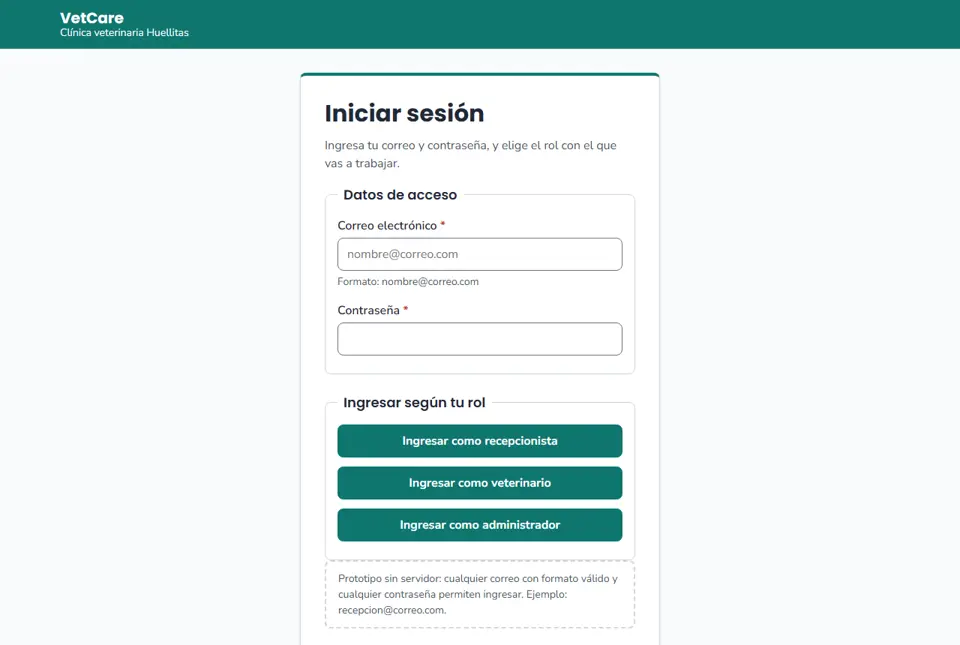 VetCare
Clínica veterinaria Huellitas
Iniciar sesión
Ingresa tu correo y contraseña, y elige el rol con el que
vas a trabajar.
Datos de acceso
Correo electrónico *
nombre@correo.com
Formato: nombre@correo.com
Contraseña *
Ingresar según tu rol
Ingresar como recepcionista
Ingresar como veterinario
Ingresar como administrador
Prototipo sin servidor: cualquier correo con formato válido y
cualquier contraseña permiten ingresar. Ejemplo:
recepcion@correo.com.